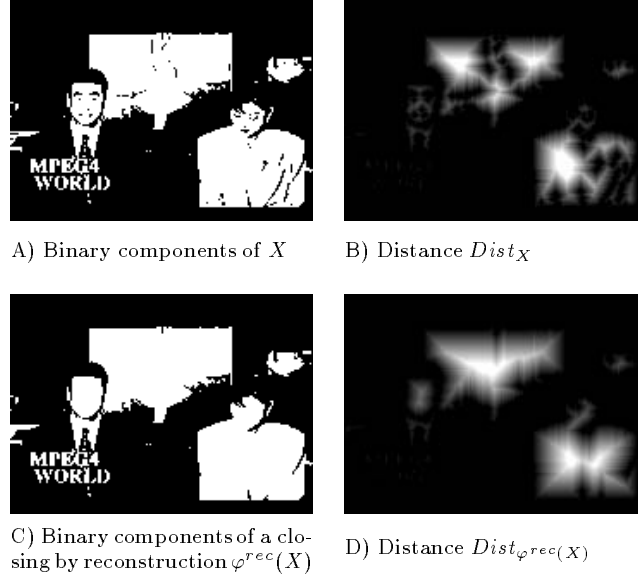 MPEG4
WORLD
A) Binary components of X
B) Distance Dist_X
MPEG4
WORLD
C) Binary components of a clo-
sing by reconstruction φ^{rec}(X)
D) Distance Dist_{φ^{rec}(X)}